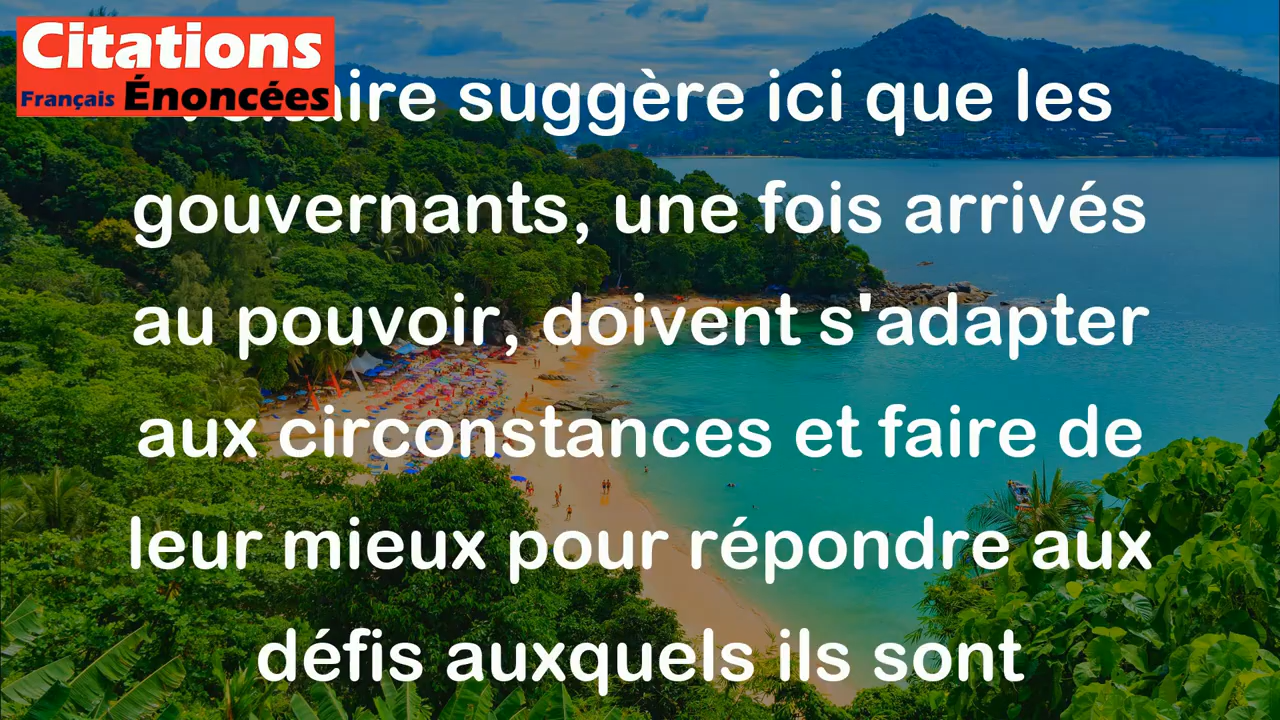 Citations
Français Énoncées
suggère ici que les
gouvernants, une fois arrivés
au pouvoir, doivent s'adapter
aux circonstances et faire de
leur mieux pour répondre aux
défis auxquels ils sont